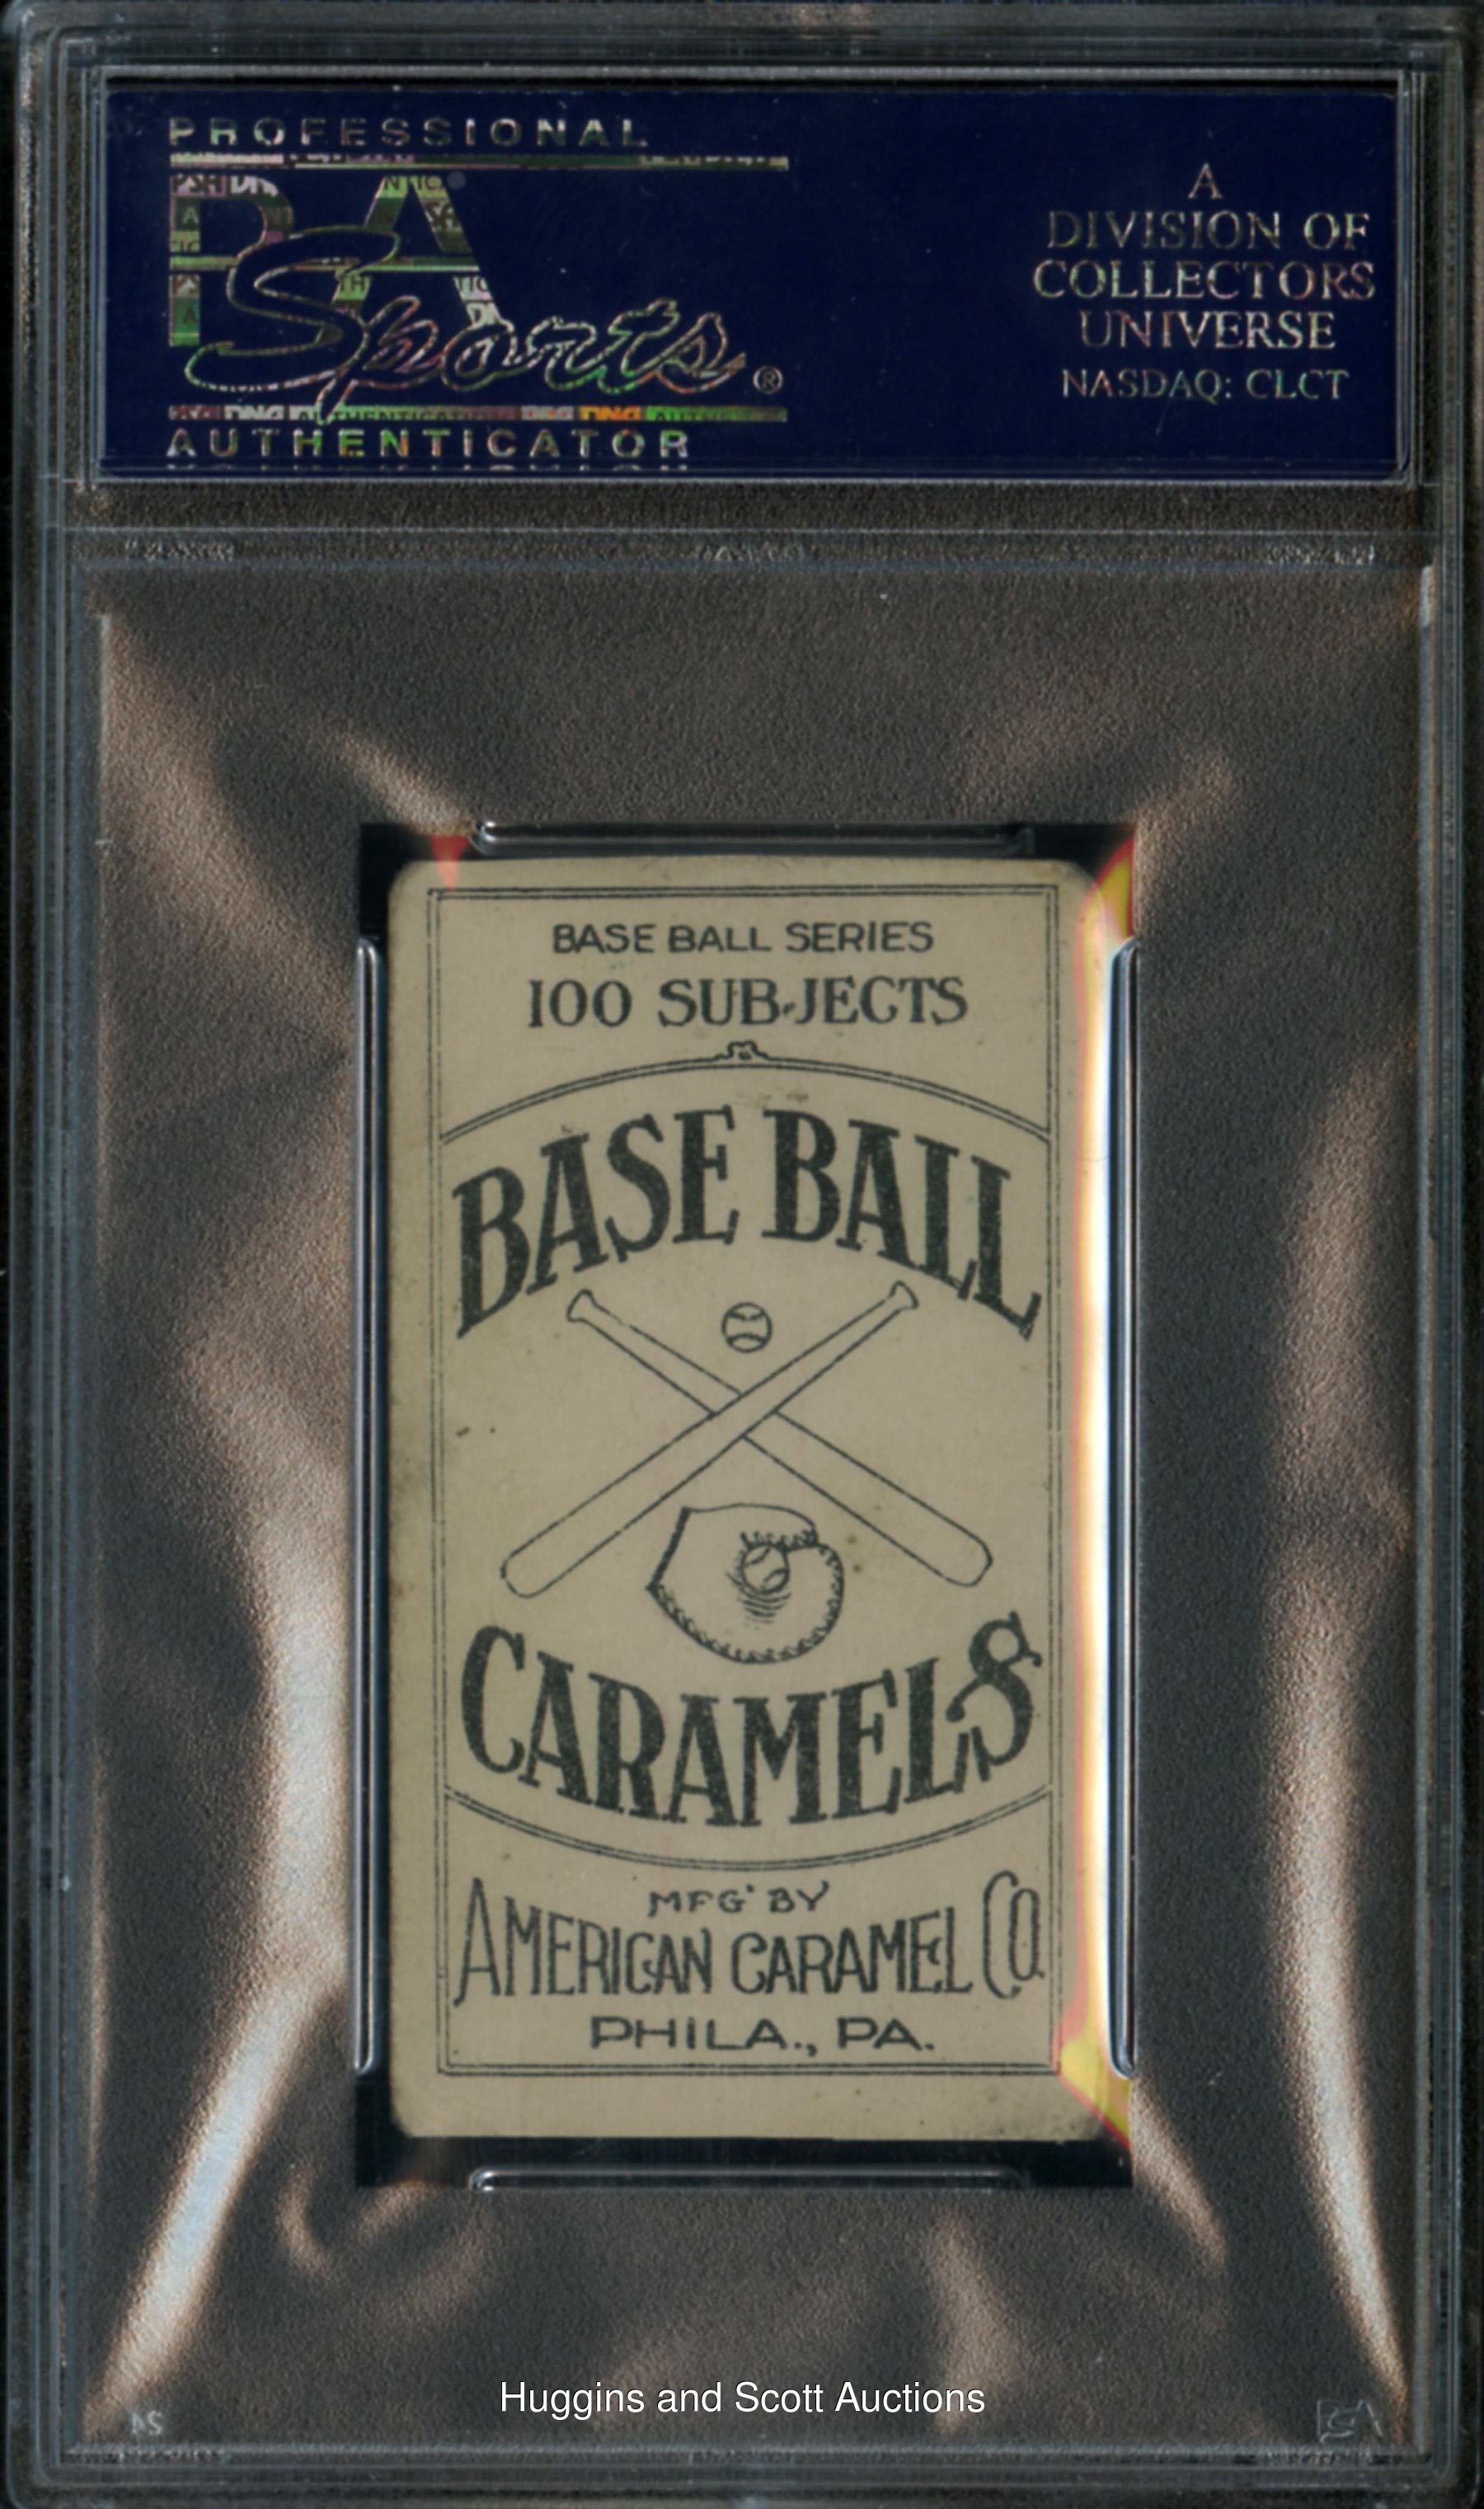 PROFESSIONAL
PSA
Sports®
AUTHENTICATOR
A
DIVISION OF
COLLECTORS
UNIVERSE
NASDAQ: CLCT
BASE BALL SERIES
100 SUBJECTS
BASE BALL
CARAMELS
MFG' BY
AMERICAN CARAMEL CO
PHILA., PA.
Huggins and Scott Auctions